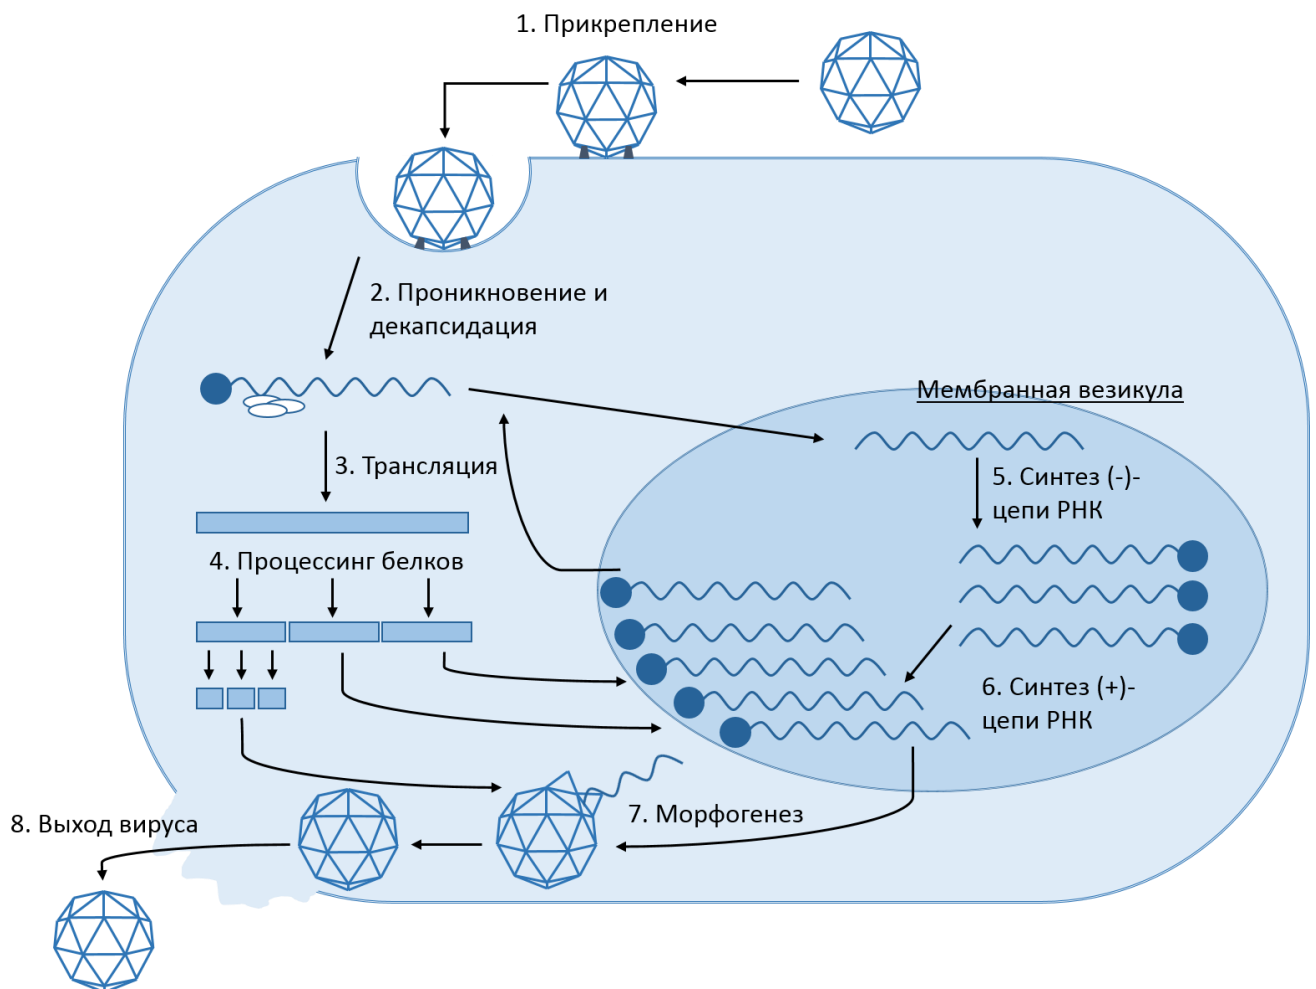 1. Прикрепление
2. Проникновение и
декапсидация
Мембранная везикула
3. Трансляция
5. Синтез (-)-
цепи РНК
4. Процессинг белков
6. Синтез (+)-
цепи РНК
7. Морфогенез
8. Выход вируса